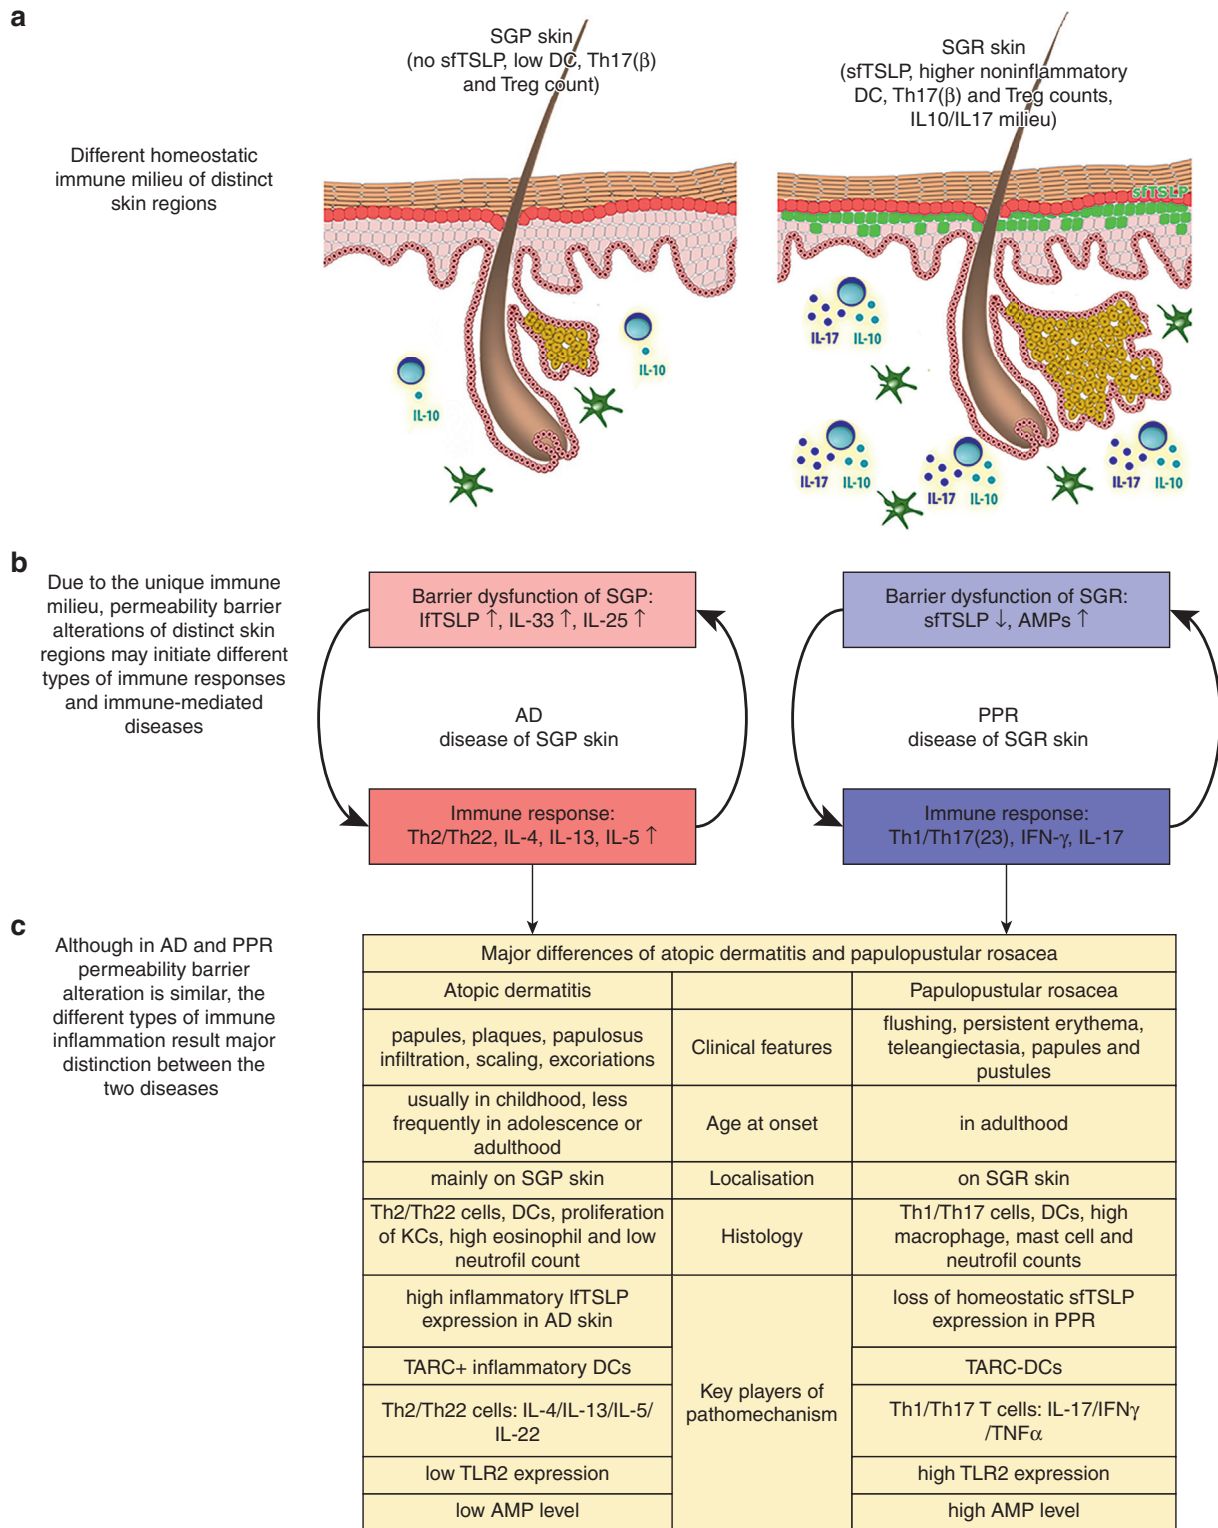 a
SGP skin
(no sfTSLP, low DC, Th17(β)
and Treg count)
SGR skin
(sfTSLP, higher noninflammatory
DC, Th17(β) and Treg counts,
IL10/IL17 milieu)
Different homeostatic
immune milieu of distinct
skin regions
sfTSLP
IL-10
IL-10
IL-17 IL-10
IL-17 IL-10
IL-17 IL-10
IL-17 IL-10
b
Due to the unique immune
milieu, permeability barrier
alterations of distinct skin
regions may initiate different
types of immune responses
and immune-mediated
diseases
Barrier dysfunction of SGP:
lfTSLP ↑, IL-33 ↑, IL-25 ↑
AD
disease of SGP skin
Immune response:
Th2/Th22, IL-4, IL-13, IL-5 ↑
Barrier dysfunction of SGR:
sfTSLP ↓, AMPs ↑
PPR
disease of SGR skin
Immune response:
Th1/Th17(23), IFN-γ, IL-17
c
Although in AD and PPR
permeability barrier
alteration is similar, the
different types of immune
inflammation result major
distinction between the
two diseases
Major differences of atopic dermatitis and papulopustular rosacea
Atopic dermatitis
Papulopustular rosacea
papules, plaques, papulosus
infiltration, scaling, excoriations
Clinical features
flushing, persistent erythema,
teleangiectasia, papules and
pustules
usually in childhood, less
frequently in adolescence or
adulthood
Age at onset
in adulthood
mainly on SGP skin
Localisation
on SGR skin
Th2/Th22 cells, DCs, proliferation
of KCs, high eosinophil and low
neutrofil count
Histology
Th1/Th17 cells, DCs, high
macrophage, mast cell and
neutrofil counts
high inflammatory lfTSLP
expression in AD skin
Key players of
pathomechanism
loss of homeostatic sfTSLP
expression in PPR
TARC+ inflammatory DCs
TARC-DCs
Th2/Th22 cells: IL-4/IL-13/IL-5/
IL-22
Th1/Th17 T cells: IL-17/IFNγ
/TNFα
low TLR2 expression
high TLR2 expression
low AMP level
high AMP level